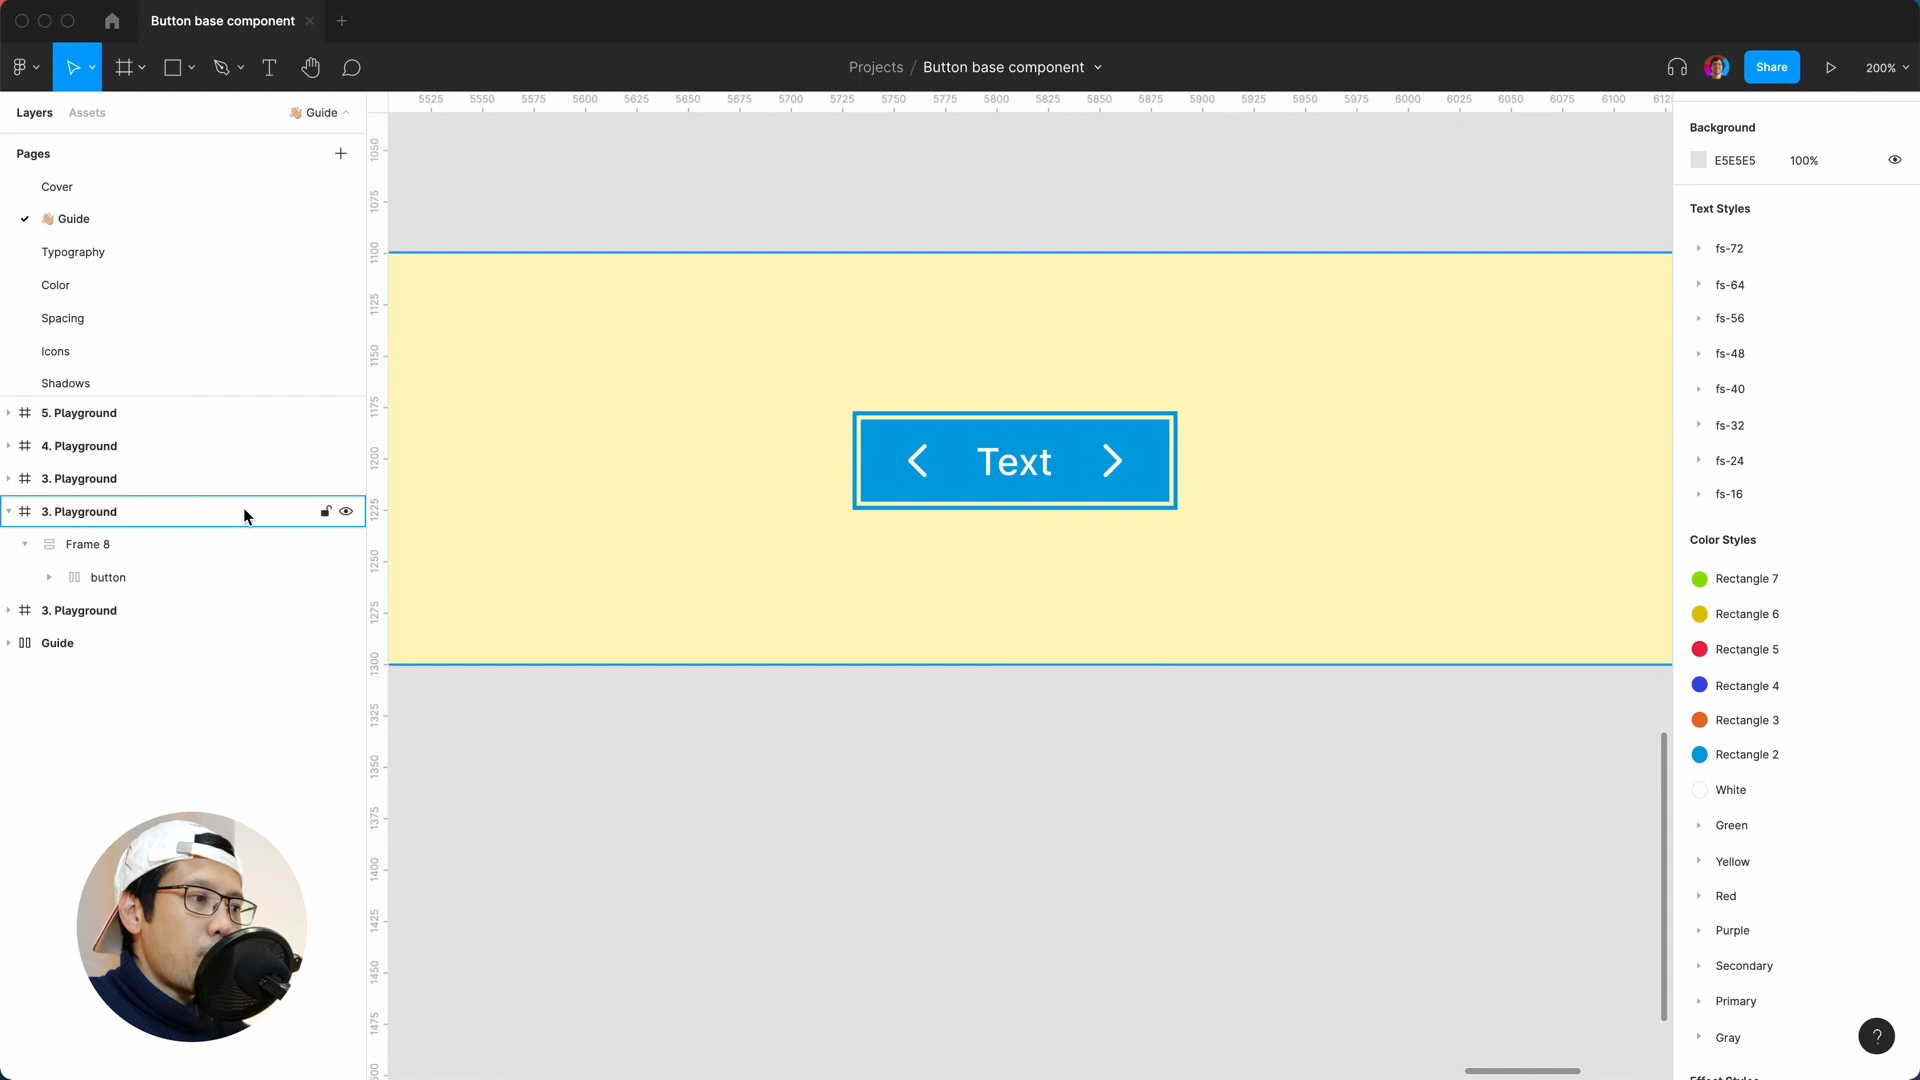 Button base component
Projects / Button base component
Share
200%
Layers
Assets
👋🏼 Guide
5525 5550 5575 5600 5625 5650 5675 5700 5725 5750 5775 5800 5825 5850 5875 5900 5925 5950 5975 6000 6025 6050 6075 6100 612
Pages
Cover
👋🏼 Guide
Typography
Color
Spacing
Icons
Shadows
5. Playground
4. Playground
3. Playground
3. Playground
Frame 8
button
3. Playground
Guide
1050
1075
1100
1125
1150
1175
1200
1225
1250
1275
1300
1325
1350
1375
1400
1425
1450
1475
Text
Background
E5E5E5 100%
Text Styles
fs-72
fs-64
fs-56
fs-48
fs-40
fs-32
fs-24
fs-16
Color Styles
Rectangle 7
Rectangle 6
Rectangle 5
Rectangle 4
Rectangle 3
Rectangle 2
White
Green
Yellow
Red
Purple
Secondary
Primary
Gray
?